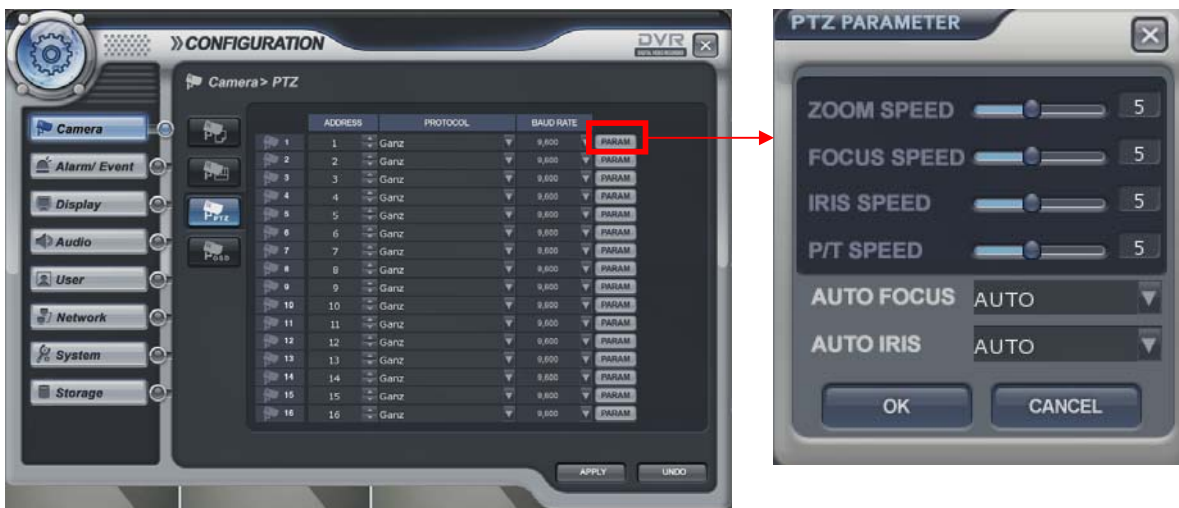 CONFIGURATION
DVR
DIGITAL VIDEO RECORDER
Camera> PTZ
Camera
Alarm/ Event
Display
Audio
User
Network
System
Storage
PTZ
ADDRESS PROTOCOL BAUD RATE
1 1 Ganz 9,600 PARAM
2 2 Ganz 9,600 PARAM
3 3 Ganz 9,600 PARAM
4 4 Ganz 9,600 PARAM
5 5 Ganz 9,600 PARAM
6 6 Ganz 9,600 PARAM
7 7 Ganz 9,600 PARAM
8 8 Ganz 9,600 PARAM
9 9 Ganz 9,600 PARAM
10 10 Ganz 9,600 PARAM
11 11 Ganz 9,600 PARAM
12 12 Ganz 9,600 PARAM
13 13 Ganz 9,600 PARAM
14 14 Ganz 9,600 PARAM
15 15 Ganz 9,600 PARAM
16 16 Ganz 9,600 PARAM
APPLY UNDO
PTZ PARAMETER
ZOOM SPEED 5
FOCUS SPEED 5
IRIS SPEED 5
P/T SPEED 5
AUTO FOCUS AUTO
AUTO IRIS AUTO
OK CANCEL